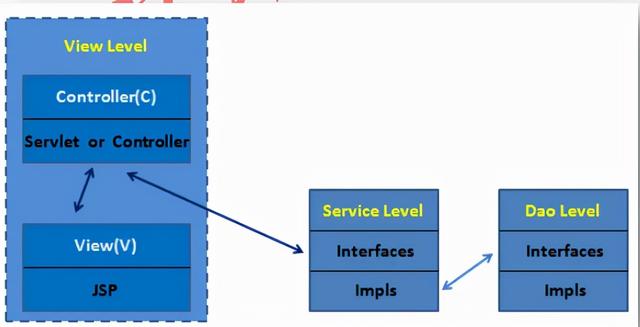 View Level
Controller(C)
Servlet or Controller
View(V)
JSP
Service Level
Interfaces
Impls
Dao Level
Interfaces
Impls